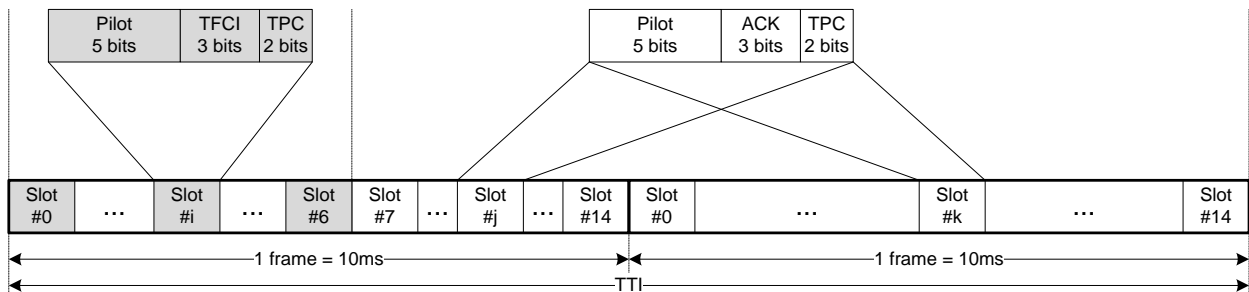 Pilot TFCI TPC
5 bits 3 bits 2 bits
Pilot ACK TPC
5 bits 3 bits 2 bits
Slot Slot Slot Slot Slot Slot Slot Slot Slot
#0 ... #i ... #6 #7 ... #j ... #14 #0 ... #k ... #14
1 frame = 10ms 1 frame = 10ms
TTI